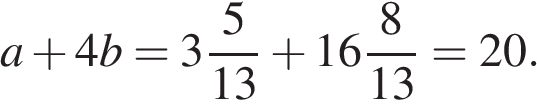 a + 4b = 3 5/13 + 16 8/13 = 20.